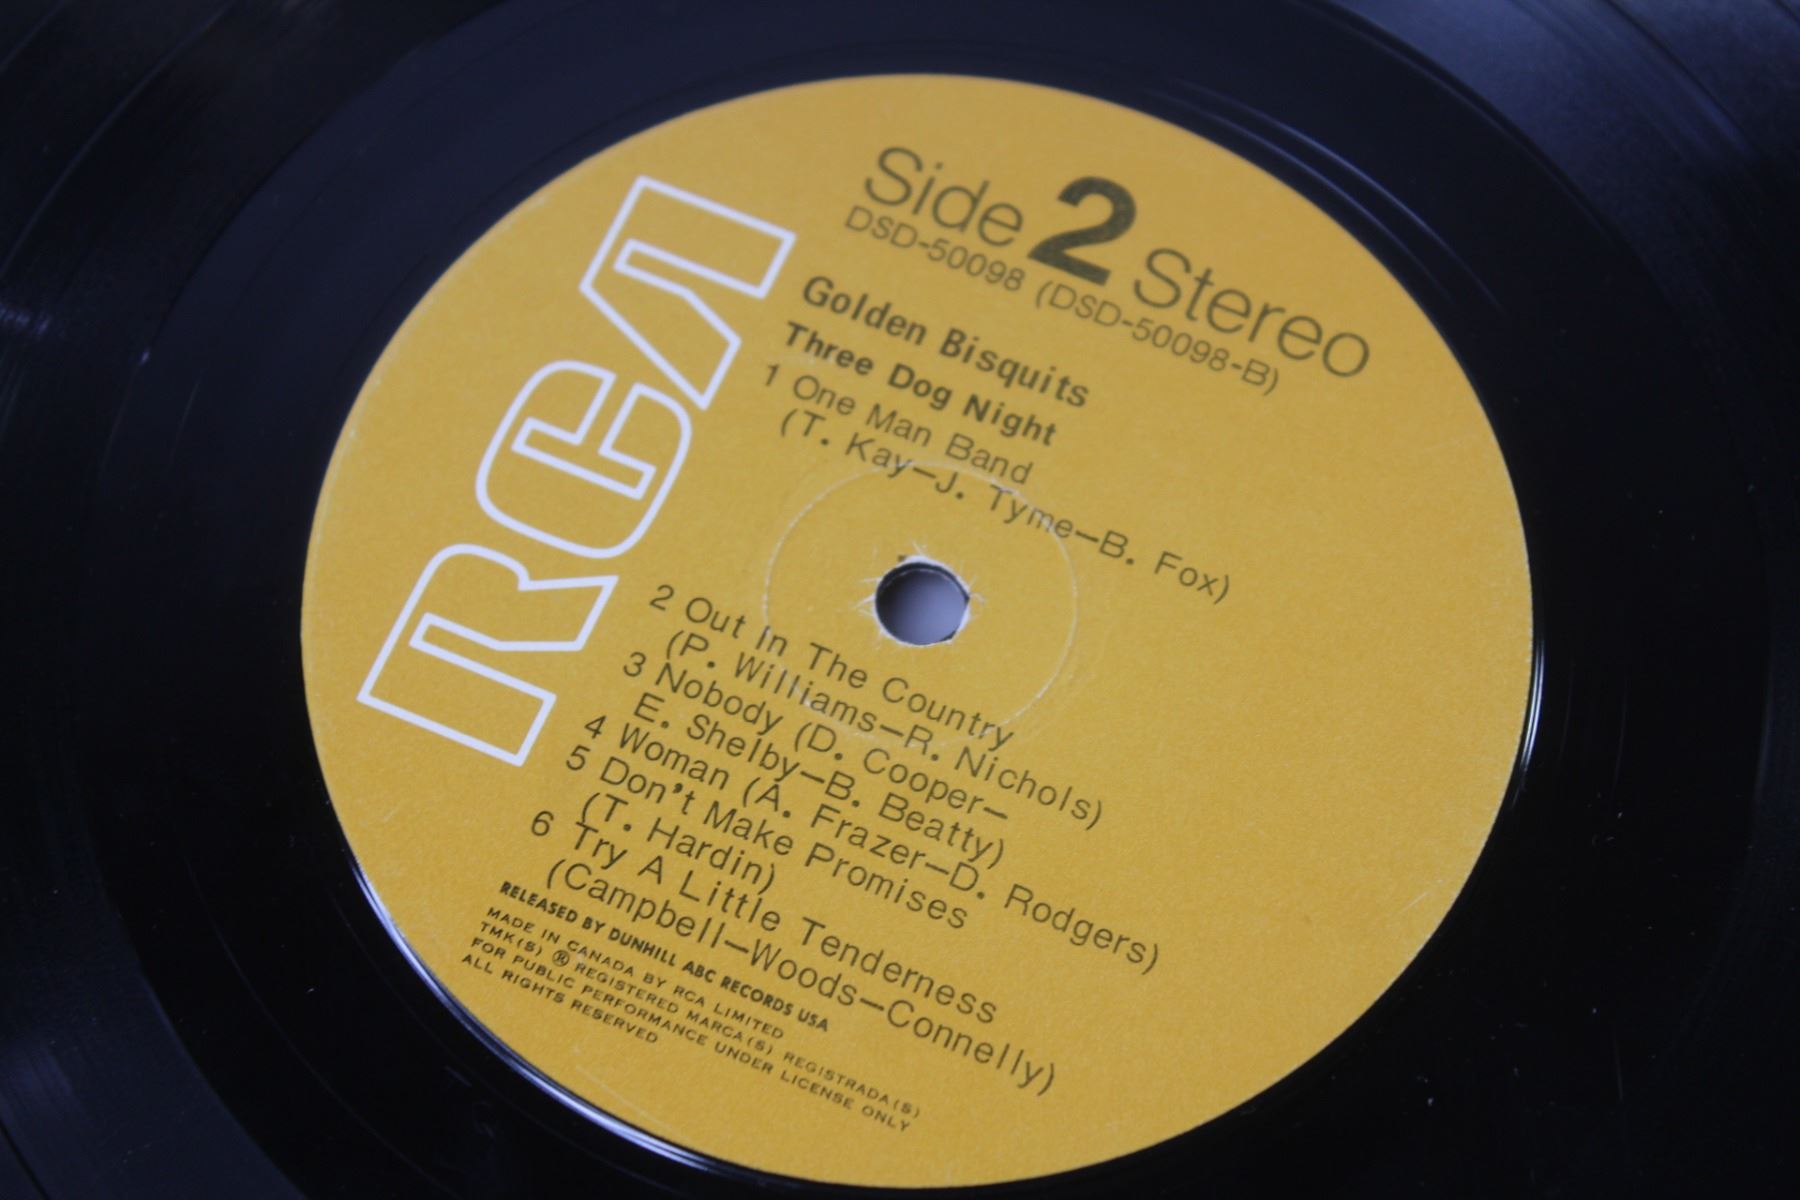 RCA
Side 2 Stereo
DSD-50098 (DSD-50098-B)
Golden Bisquits
Three Dog Night
1 One Man Band
(T. Kay—J. Tyme—B. Fox)
2 Out In The Country
(P. Williams—R. Nichols)
3 Nobody (D. Cooper—
E. Shelby—B. Beatty)
4 Woman (A. Frazer—D. Rodgers)
5 Don't Make Promises
(T. Hardin)
6 Try A Little Tenderness
(Campbell—Woods—Connelly)
RELEASED BY DUNHILL ABC RECORDS USA
MADE IN CANADA BY RCA LIMITED
TMK(S) ® REGISTERED MARCA(S) REGISTRADA(S)
FOR PUBLIC PERFORMANCE UNDER LICENSE ONLY
ALL RIGHTS RESERVED